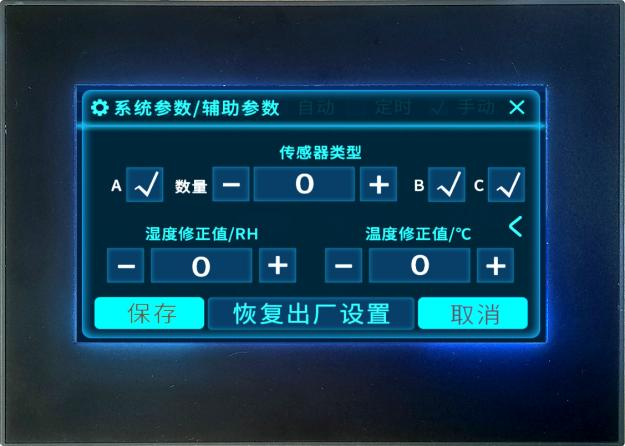 系统参数/辅助参数 自动 定时 手动
传感器类型
A 数量 − 0 + B C
湿度修正值/RH 温度修正值/℃
− 0 + − 0 +
保存 恢复出厂设置 取消